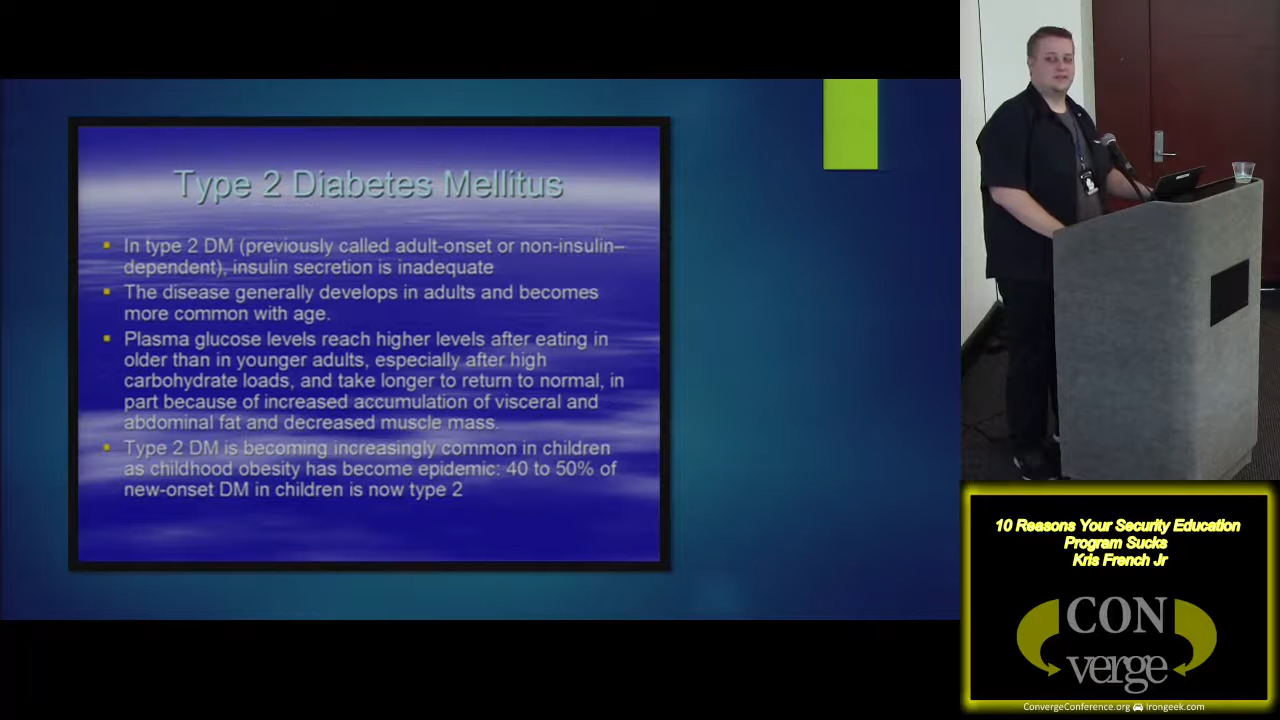 Type 2 Diabetes Mellitus
In type 2 DM (previously called adult-onset or non-insulin–
dependent), insulin secretion is inadequate
The disease generally develops in adults and becomes
more common with age.
Plasma glucose levels reach higher levels after eating in
older than in younger adults, especially after high
carbohydrate loads, and take longer to return to normal, in
part because of increased accumulation of visceral and
abdominal fat and decreased muscle mass.
Type 2 DM is becoming increasingly common in children
as childhood obesity has become epidemic: 40 to 50% of
new-onset DM in children is now type 2
10 Reasons Your Security Education
Program Sucks
Kris French Jr
CON
verge
ConvergeConference.org Irongeek.com